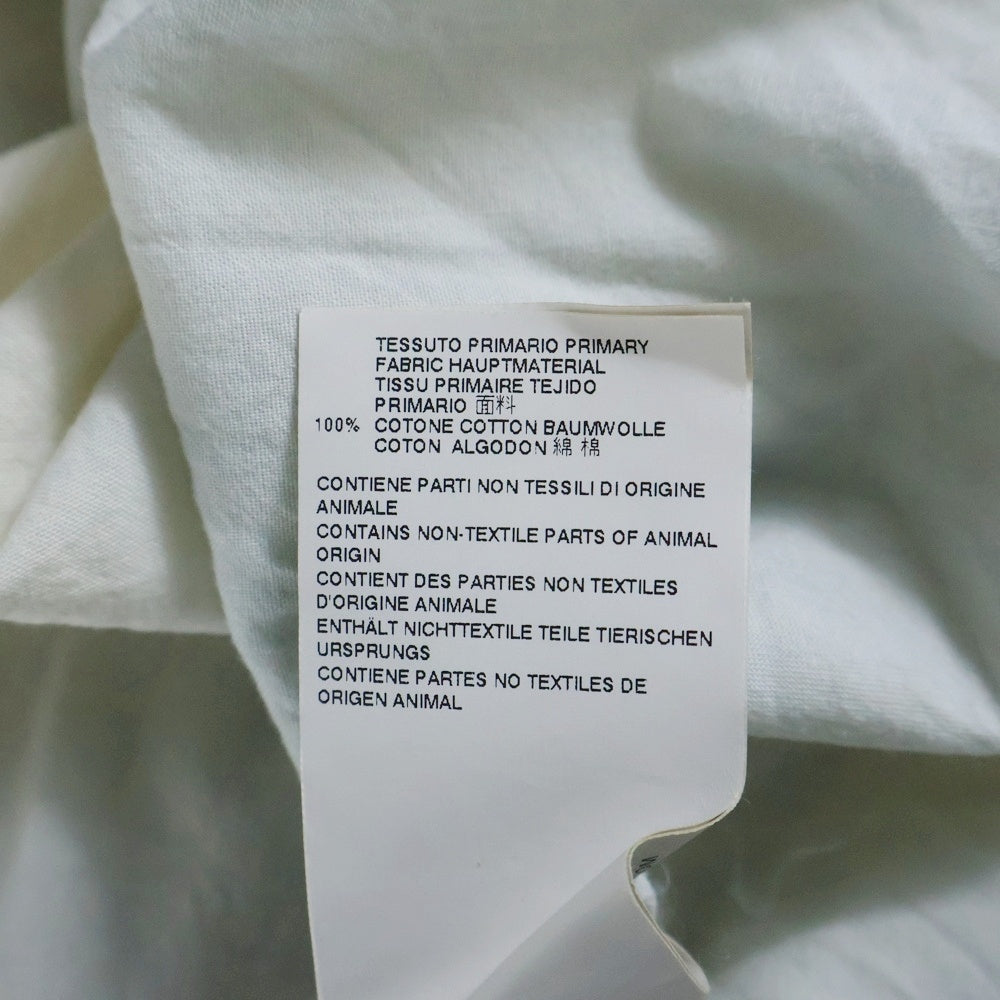 TESSUTO PRIMARIO PRIMARY
FABRIC HAUPTMATERIAL
TISSU PRIMAIRE TEJIDO
PRIMARIO 面料
100% COTONE COTTON BAUMWOLLE
COTON ALGODON 綿 棉
CONTIENE PARTI NON TESSILI DI ORIGINE
ANIMALE
CONTAINS NON-TEXTILE PARTS OF ANIMAL
ORIGIN
CONTIENT DES PARTIES NON TEXTILES
D'ORIGINE ANIMALE
ENTHÄLT NICHTTEXTILE TEILE TIERISCHEN
URSPRUNGS
CONTIENE PARTES NO TEXTILES DE
ORIGEN ANIMAL